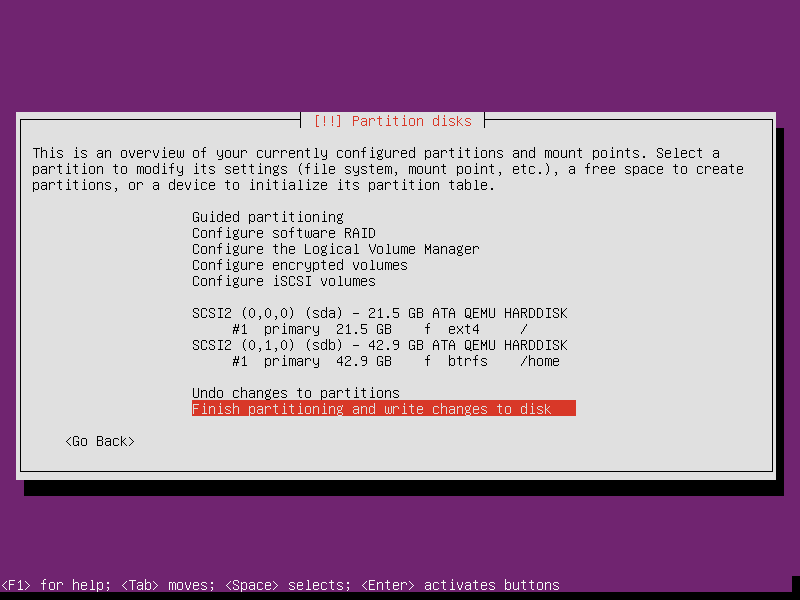 [!!] Partition disks
This is an overview of your currently configured partitions and mount points. Select a
partition to modify its settings (file system, mount point, etc.), a free space to create
partitions, or a device to initialize its partition table.
Guided partitioning
Configure software RAID
Configure the Logical Volume Manager
Configure encrypted volumes
Configure iSCSI volumes
SCSI2 (0,0,0) (sda) - 21.5 GB ATA QEMU HARDDISK
#1 primary 21.5 GB f ext4 /
SCSI2 (0,1,0) (sdb) - 42.9 GB ATA QEMU HARDDISK
#1 primary 42.9 GB f btrfs /home
Undo changes to partitions
Finish partitioning and write changes to disk
<Go Back>
<F1> for help; <Tab> moves; <Space> selects; <Enter> activates buttons